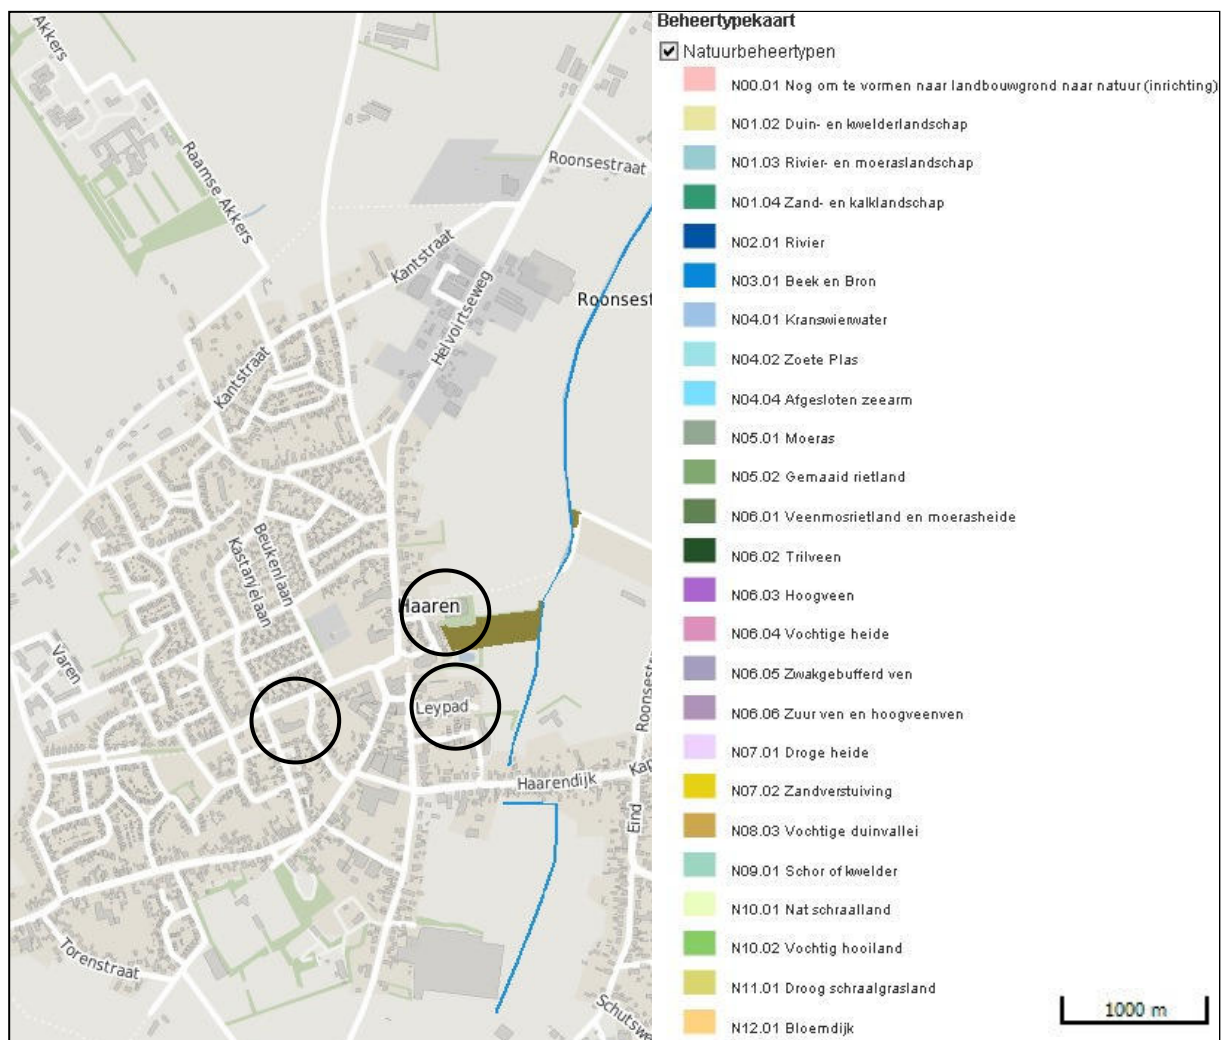 Akkers
Raamse Akkers
Roonsestraat
Kantstraat
Helvoirtseweg
Roonsest
Kantstraat
Beukenlaan
Kastanjelaan
Haaren
Varen
Leypad
Roonsestr
Haarendijk
Kap
Eind
Torenstraat
Schutswe
Beheertypekaart
Natuurbeheertypen
N00.01 Nog om te vormen naar landbouwgrond naar natuur (inrichting)
N01.02 Duin- en kwelderlandschap
N01.03 Rivier- en moeraslandschap
N01.04 Zand- en kalklandschap
N02.01 Rivier
N03.01 Beek en Bron
N04.01 Kranswierwater
N04.02 Zoete Plas
N04.04 Afgesloten zeearm
N05.01 Moeras
N05.02 Gemaaid rietland
N06.01 Veenmosrietland en moerasheide
N06.02 Trilveen
N06.03 Hoogveen
N06.04 Vochtige heide
N06.05 Zwakgebufferd ven
N06.06 Zuur ven en hoogveenven
N07.01 Droge heide
N07.02 Zandverstuiving
N08.03 Vochtige duinvallei
N09.01 Schor of kwelder
N10.01 Nat schraalland
N10.02 Vochtig hooiland
N11.01 Droog schraalgrasland
N12.01 Bloemdijk
1000 m